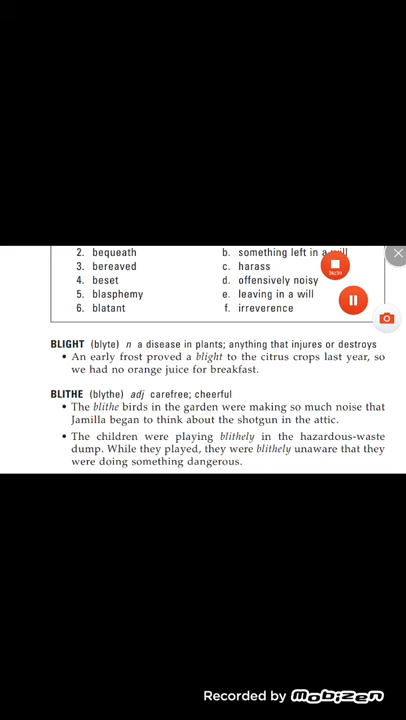 2. bequeath b. something left in a will
3. bereaved c. harass
4. beset d. offensively noisy
5. blasphemy e. leaving in a will
6. blatant f. irreverence
BLIGHT (blyte) n a disease in plants; anything that injures or destroys
• An early frost proved a blight to the citrus crops last year, so
we had no orange juice for breakfast.
BLITHE (blythe) adj carefree; cheerful
• The blithe birds in the garden were making so much noise that
Jamilla began to think about the shotgun in the attic.
• The children were playing blithely in the hazardous-waste
dump. While they played, they were blithely unaware that they
were doing something dangerous.
Recorded by mobizen